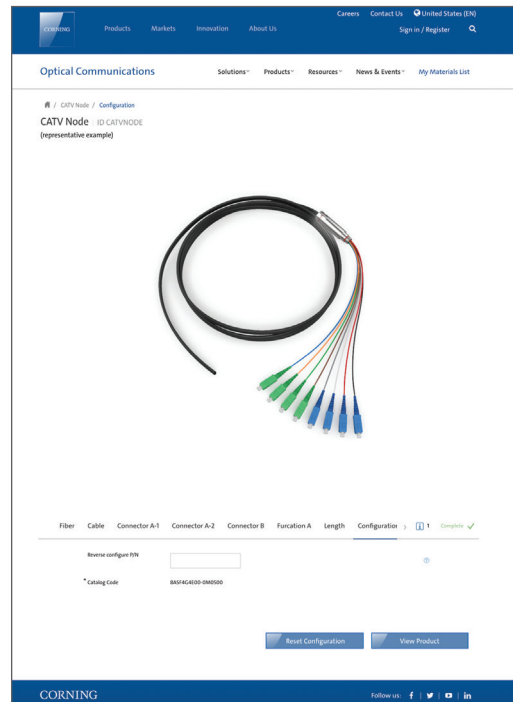 Careers Contact Us United States (EN)
CORNING Products Markets Innovation About Us
Sign in / Register
Optical Communications Solutions Products Resources News & Events My Materials List
/ CATV Node / Configuration
CATV Node ID CATVNODE
(representative example)
Fiber Cable Connector A-1 Connector A-2 Connector B Furcation A Length Configuration > 1 Complete
Reverse configure P/N
* Catalog Code 8ASF4G4E00-0M0500
Reset Configuration View Product
CORNING Follow us: